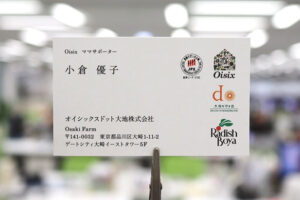 Oisix ママサポーター
小倉 優子
オイシックスドット大地株式会社
Osaki Farm
〒141-0032 東京都品川区大崎1-11-2
ゲートシティ大崎イーストタワー5F
Oisix
do
Radish
Boya